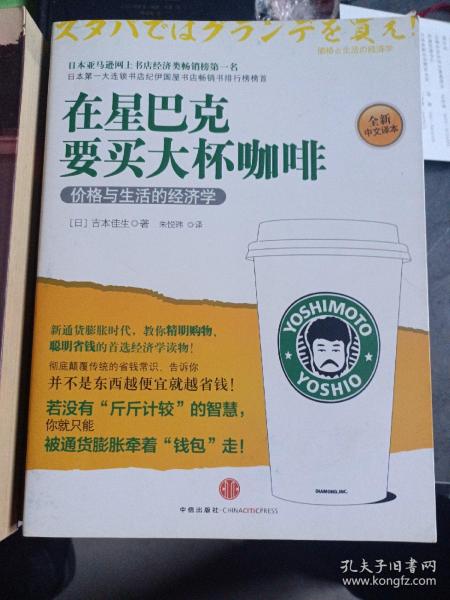 スタバではグランデを買え！
価格と生活の経済学
日本亚马逊网上书店经济类畅销榜第一名
日本第一大连锁书店纪伊国屋书店畅销书排行榜榜首
在星巴克
要买大杯咖啡
全新
中文译本
价格与生活的经济学
［日］吉本佳生◎著 朱悦玮◎译
YOSHIMOTO
YOSHIO
新通货膨胀时代，教你精明购物、
聪明省钱的首选经济学读物！
彻底颠覆传统的省钱常识，告诉你
并不是东西越便宜就越省钱！
若没有“斤斤计较”的智慧，
你就只能
被通货膨胀牵着“钱包”走！
DIAMOND,INC.
中信出版社·CHINACITICPRESS
孔夫子旧书网
www.kongfz.com